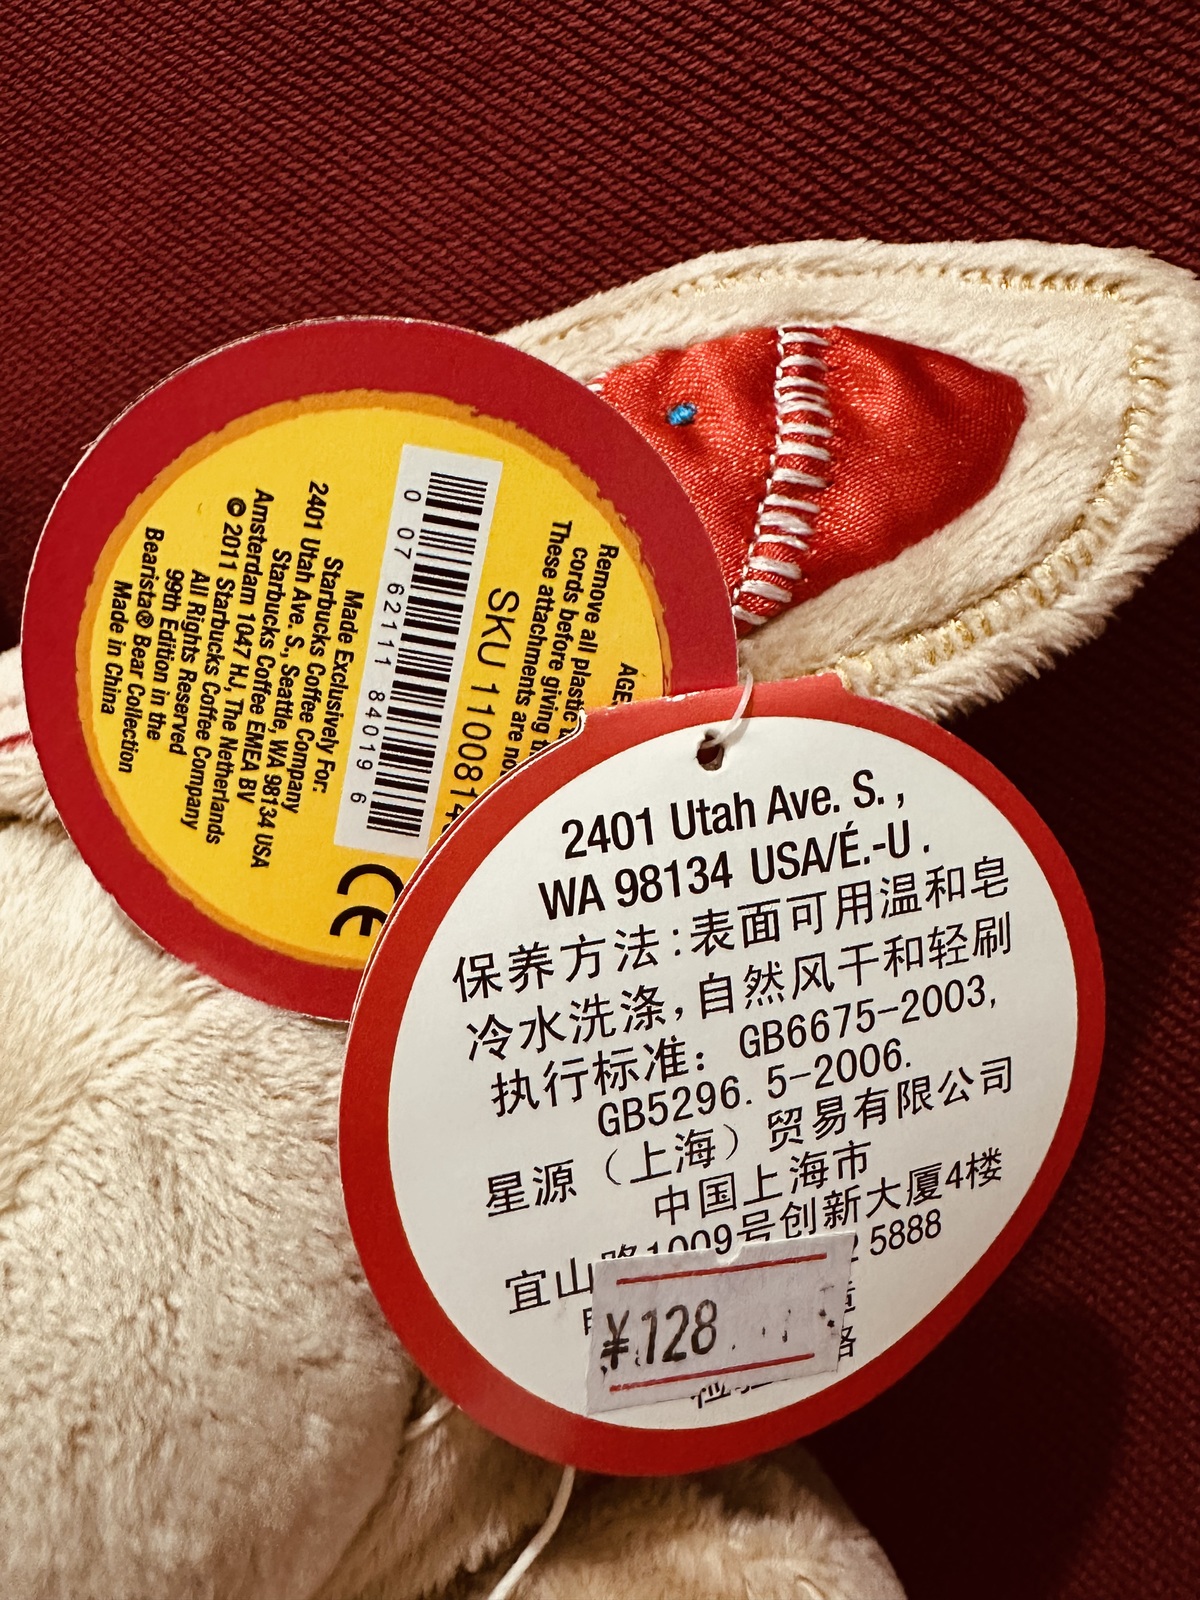 AGE
Remove all plastic
cords before giving
These attachments are
SKU 1100814
0 07 62111 84019 6
Made Exclusively For:
Starbucks Coffee Company
2401 Utah Ave. S., Seattle, WA 98134 USA
Starbucks Coffee EMEA BV
Amsterdam 1047 HJ, The Netherlands
© 2011 Starbucks Coffee Company
All Rights Reserved
99th Edition in the
Bearista® Bear Collection
Made in China
CE
2401 Utah Ave. S. ,
WA 98134 USA/É.-U .
保养方法:表面可用温和皂
冷水洗涤,自然风干和轻刷
执行标准: GB6675-2003,
GB5296. 5-2006.
星源（上海）贸易有限公司
中国上海市
宜山路1009号创新大厦4楼
5888
¥128